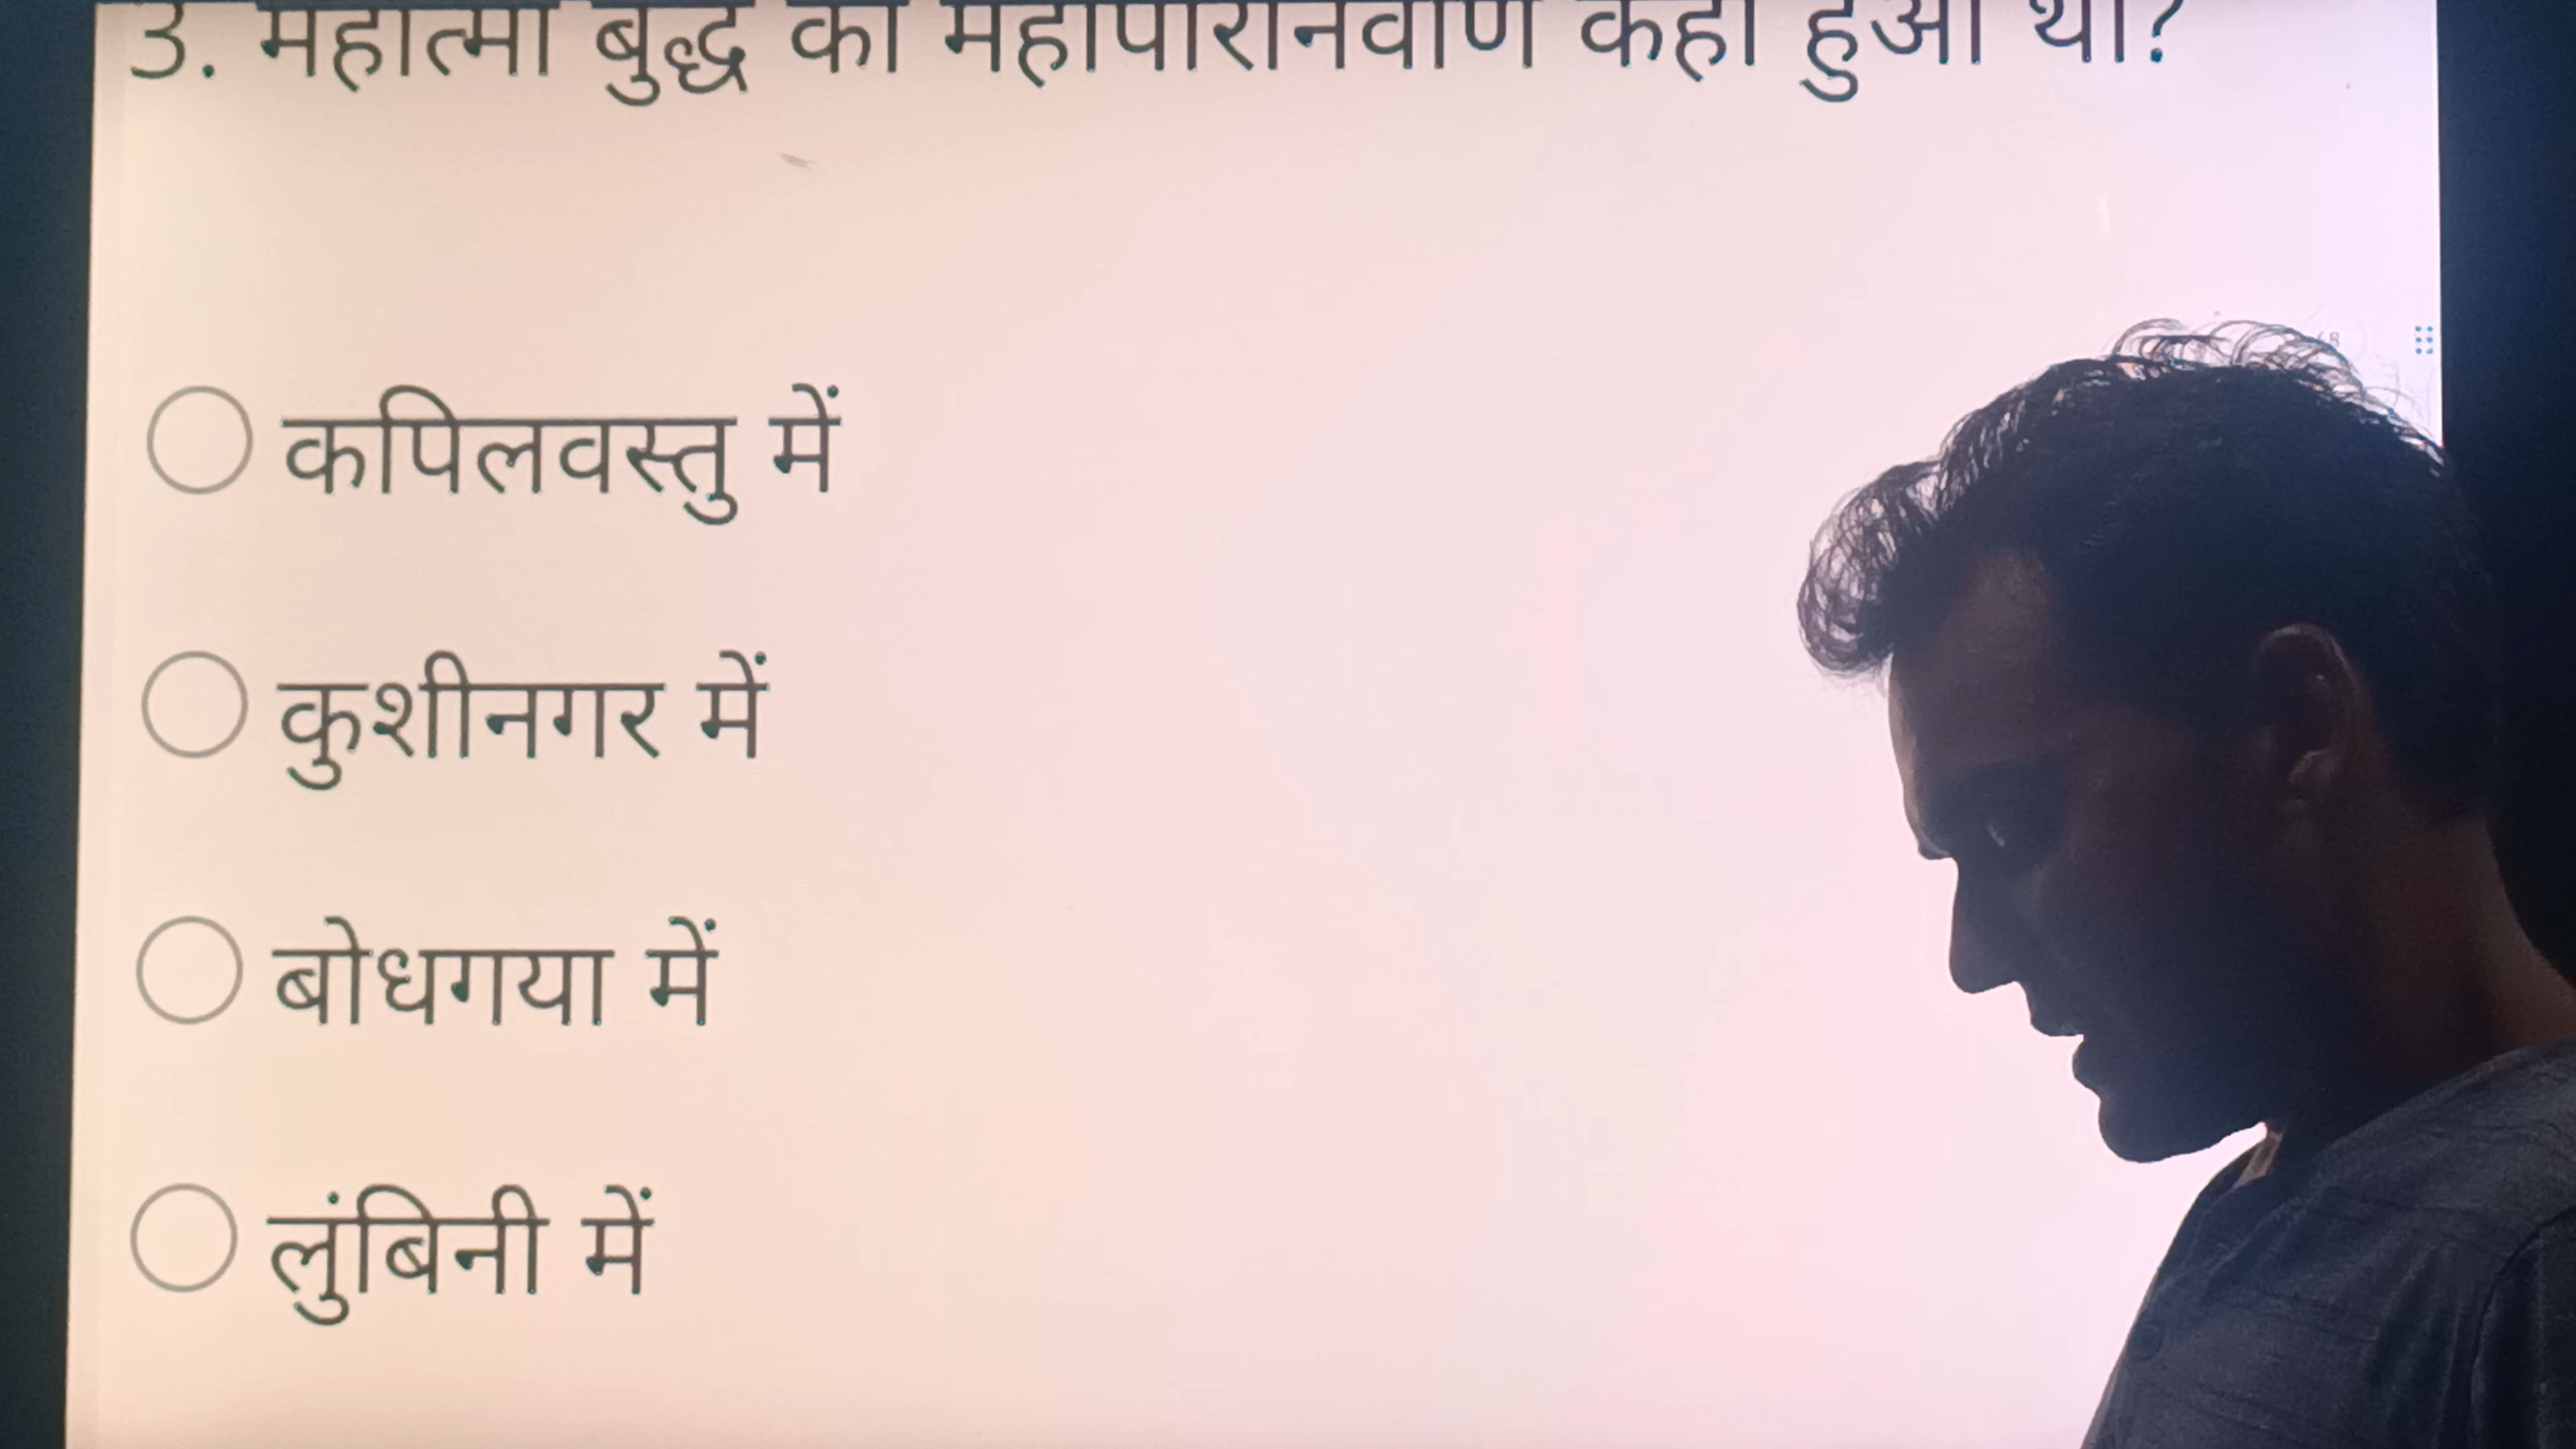 3. महात्मा बुद्ध का महापरिनिर्वाण कहाँ हुआ था?
कपिलवस्तु में
कुशीनगर में
बोधगया में
लुंबिनी में